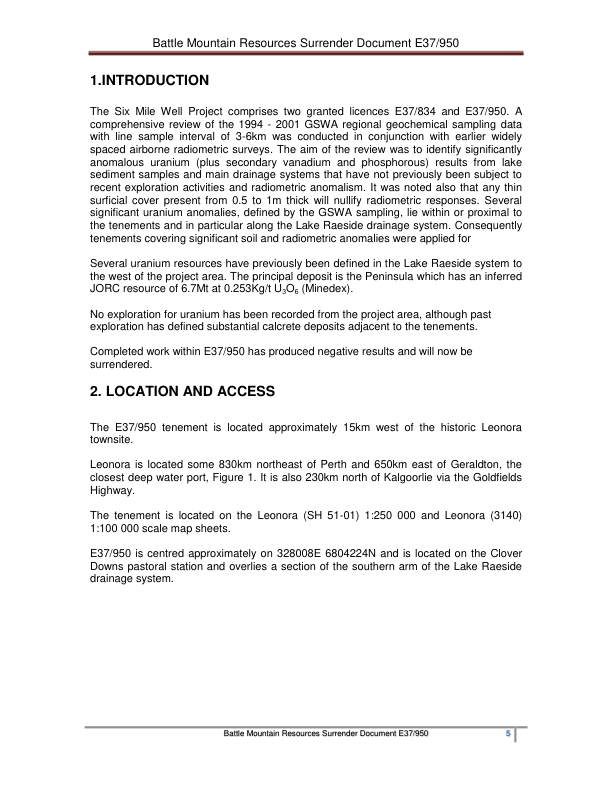 Battle Mountain Resources Surrender Document E37/950
1.INTRODUCTION
The Six Mile Well Project comprises two granted licences E37/834 and E37/950. A
comprehensive review of the 1994 - 2001 GSWA regional geochemical sampling data
with line sample interval of 3-6km was conducted in conjunction with earlier widely
spaced airborne radiometric surveys. The aim of the review was to identify significantly
anomalous uranium (plus secondary vanadium and phosphorous) results from lake
sediment samples and main drainage systems that have not previously been subject to
recent exploration activities and radiometric anomalism. It was noted also that any thin
surficial cover present from 0.5 to 1m thick will nullify radiometric responses. Several
significant uranium anomalies, defined by the GSWA sampling, lie within or proximal to
the tenements and in particular along the Lake Raeside drainage system. Consequently
tenements covering significant soil and radiometric anomalies were applied for
Several uranium resources have previously been defined in the Lake Raeside system to
the west of the project area. The principal deposit is the Peninsula which has an inferred
JORC resource of 6.7Mt at 0.253Kg/t U₃O₆ (Minedex).
No exploration for uranium has been recorded from the project area, although past
exploration has defined substantial calcrete deposits adjacent to the tenements.
Completed work within E37/950 has produced negative results and will now be
surrendered.
2. LOCATION AND ACCESS
The E37/950 tenement is located approximately 15km west of the historic Leonora
townsite.
Leonora is located some 830km northeast of Perth and 650km east of Geraldton, the
closest deep water port, Figure 1. It is also 230km north of Kalgoorlie via the Goldfields
Highway.
The tenement is located on the Leonora (SH 51-01) 1:250 000 and Leonora (3140)
1:100 000 scale map sheets.
E37/950 is centred approximately on 328008E 6804224N and is located on the Clover
Downs pastoral station and overlies a section of the southern arm of the Lake Raeside
drainage system.
Battle Mountain Resources Surrender Document E37/950 5